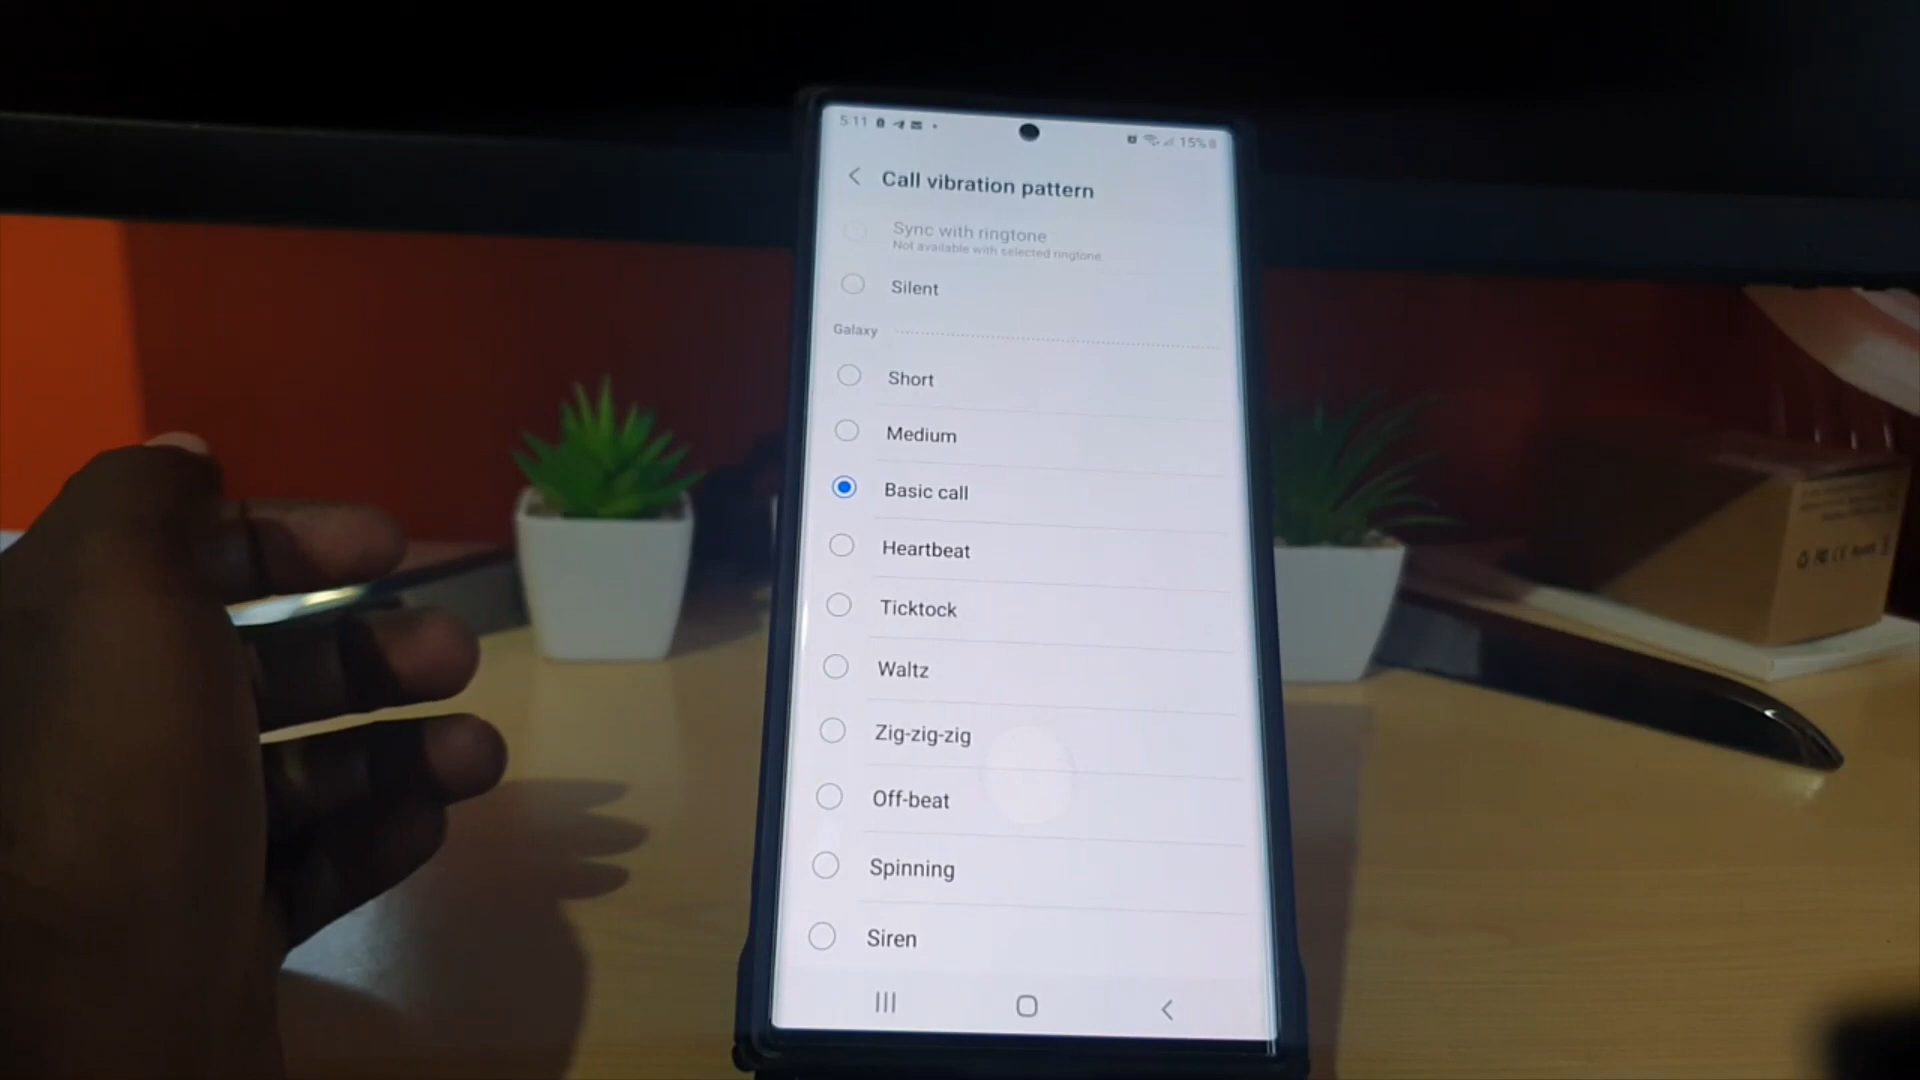 5:11
15%
Call vibration pattern
Sync with ringtone
Not available with selected ringtone
Silent
Galaxy
Short
Medium
Basic call
Heartbeat
Ticktock
Waltz
Zig-zig-zig
Off-beat
Spinning
Siren